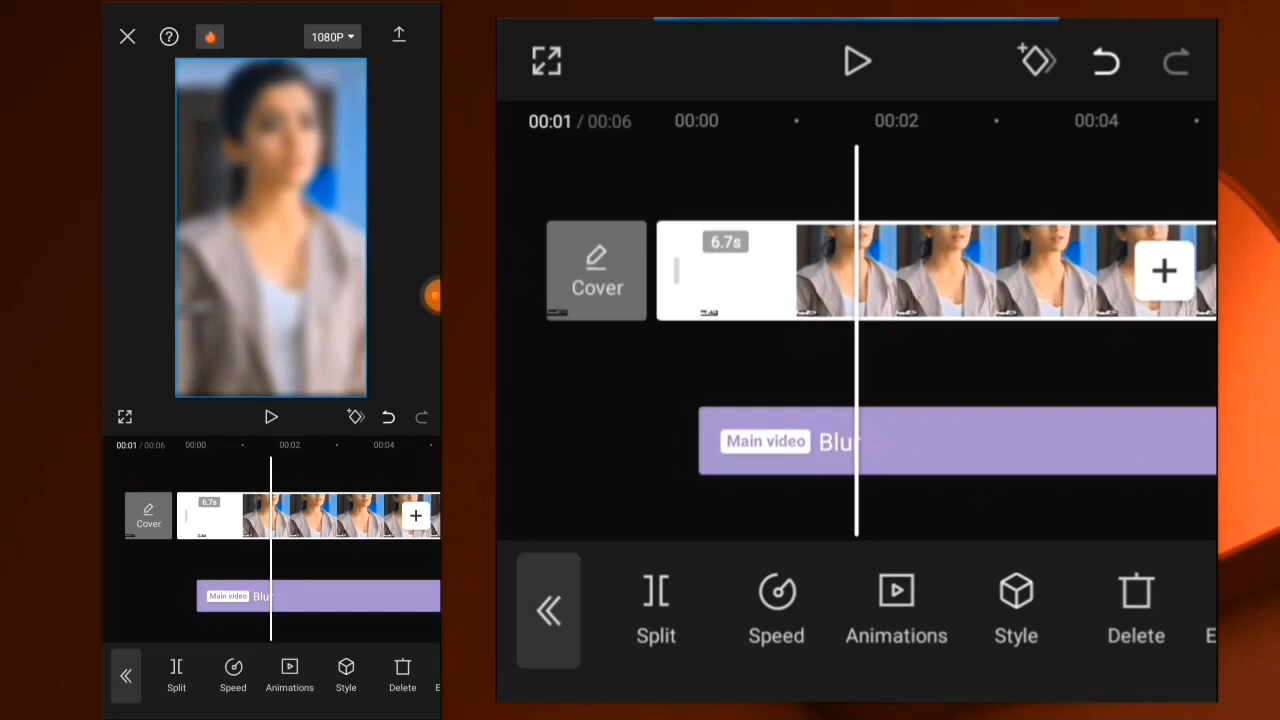 1080P
00:01 / 00:06 00:00 00:02 00:04
6.7s
Cover
Main video Blur
Split Speed Animations Style Delete E
00:01 / 00:06 00:00 00:02 00:04
6.7s
Cover
Main video Blur
Split Speed Animations Style Delete E